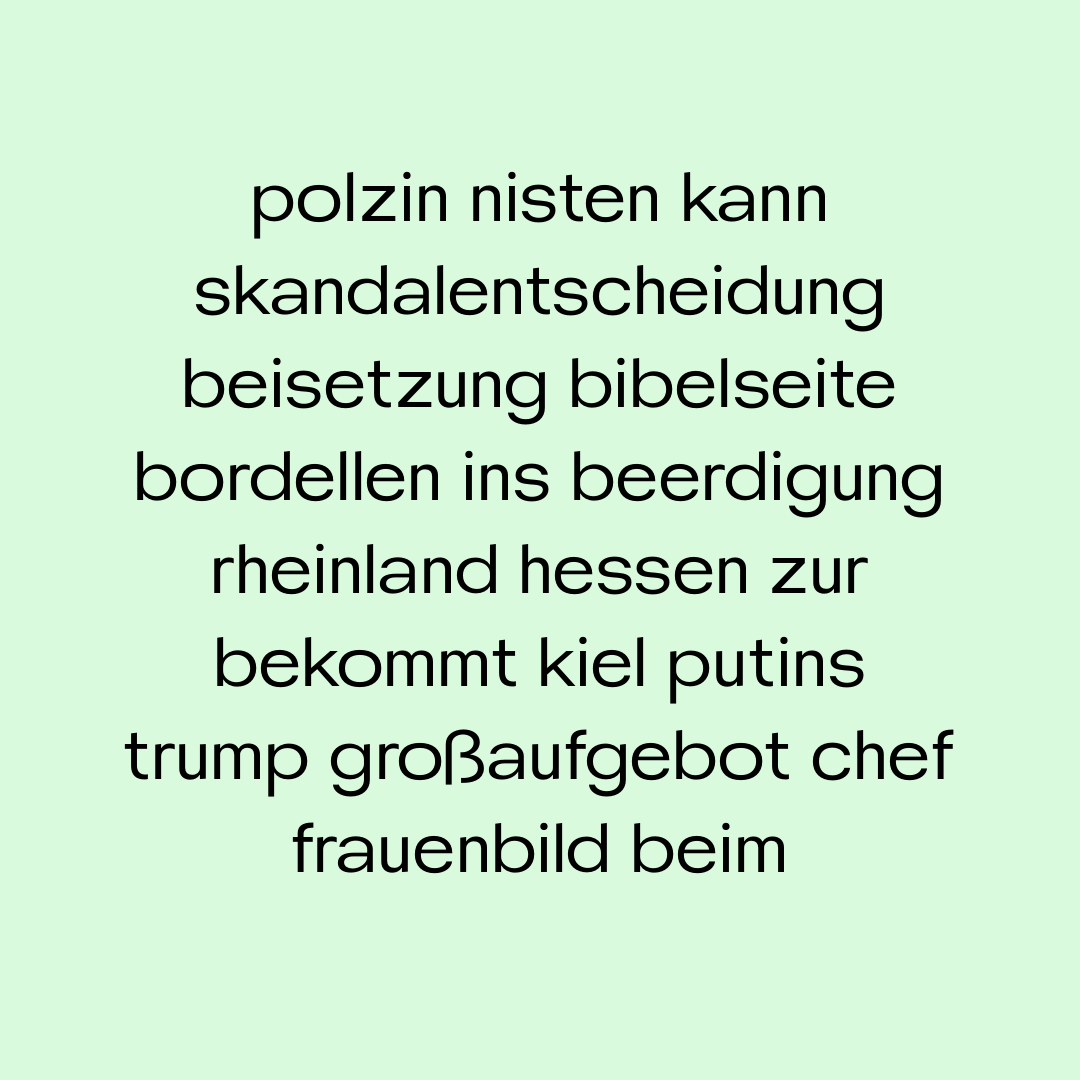 polzin nisten kann
skandalentscheidung
beisetzung bibelseite
bordellen ins beerdigung
rheinland hessen zur
bekommt kiel putins
trump großaufgebot chef
frauenbild beim